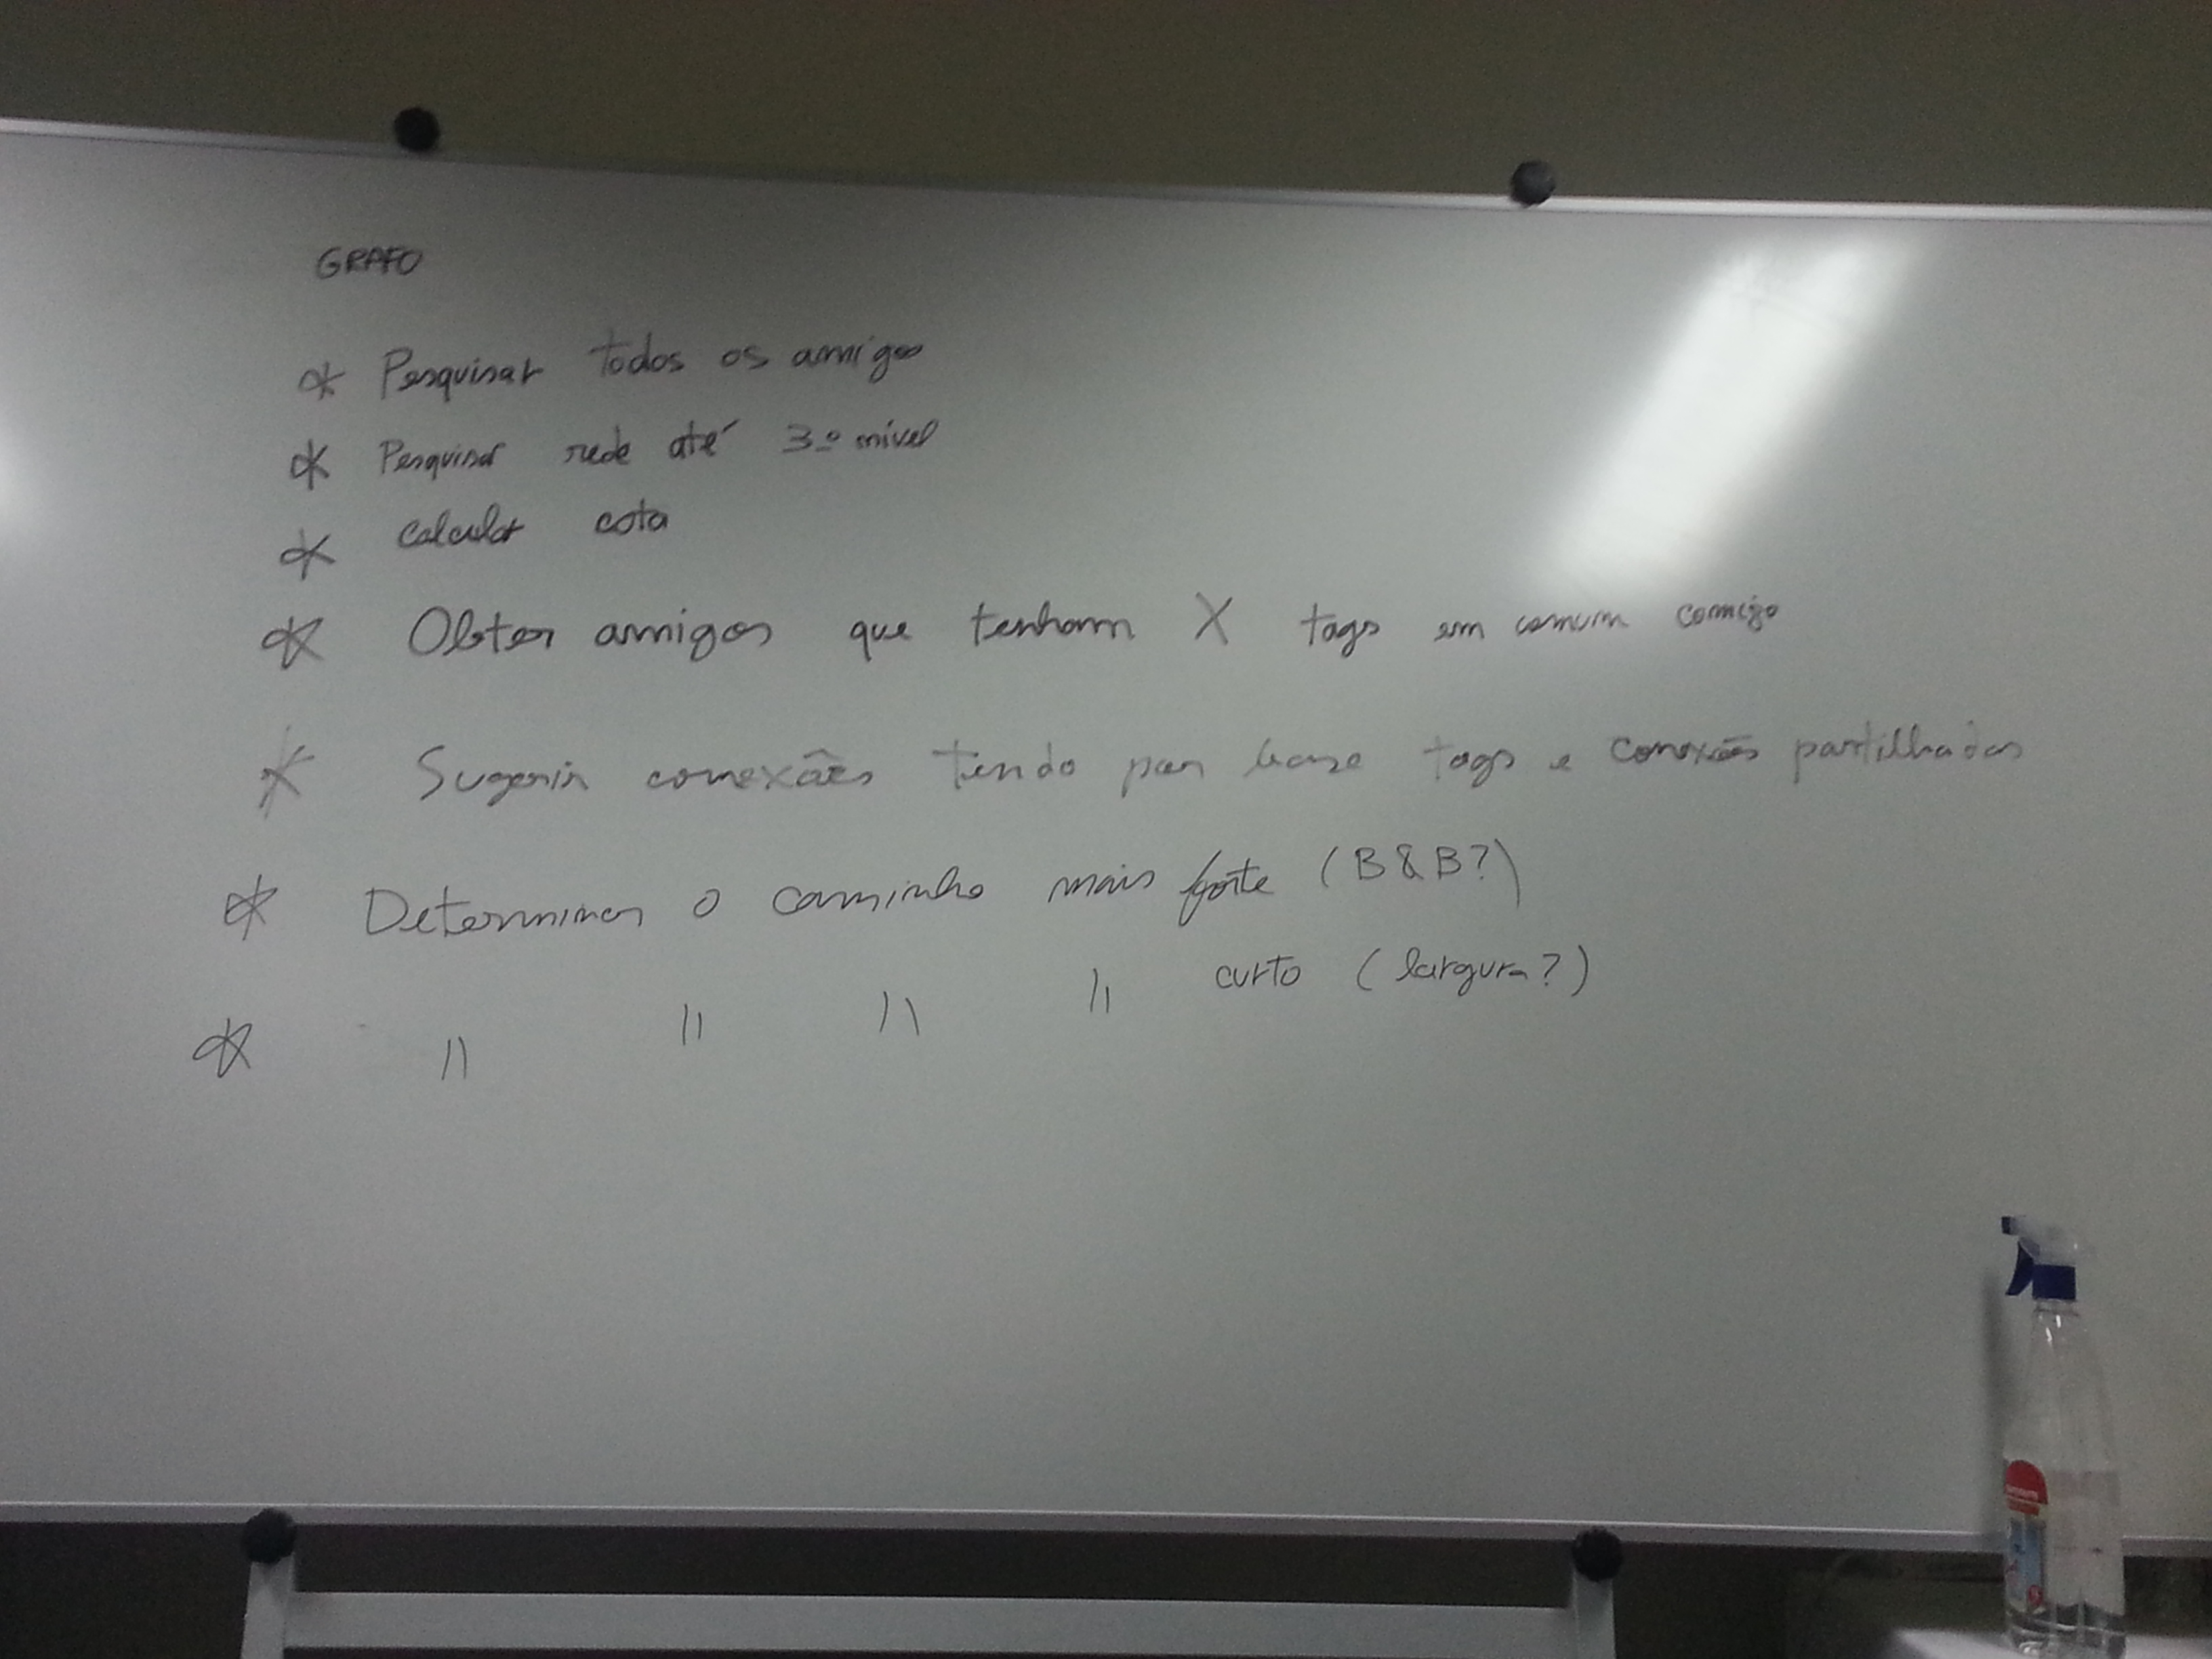 GRAFO
* Pesquisar todos os amigos
* Pesquisar rede até 3º nível
* Calcular cota
* Obter amigos que tenham X tags em comum comigo
* Sugerir conexões tendo por base tags e conexões partilhadas
* Determinar o caminho mais forte (B&B?)
* 〃 〃 〃 〃 curto (largura?)